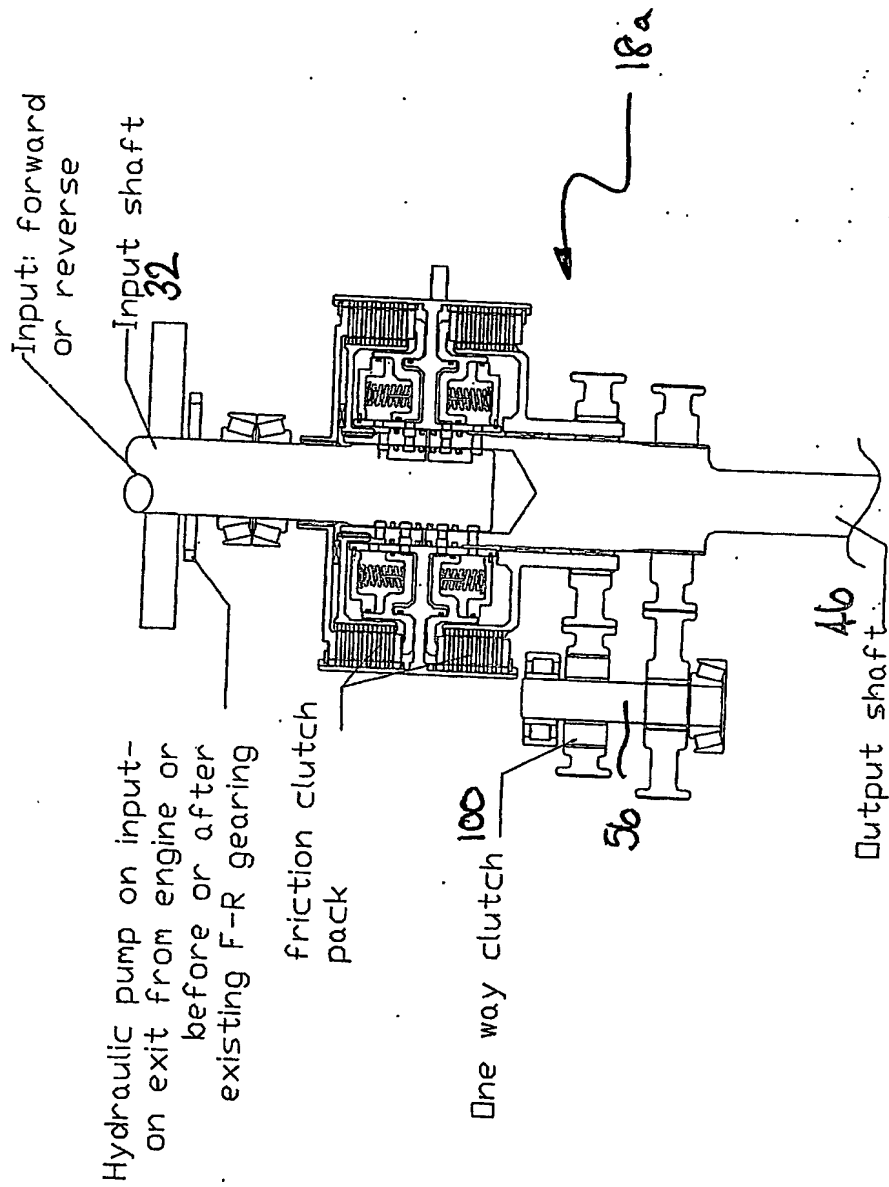 Input: forward
or reverse
Input shaft
32
Hydraulic pump on input-
on exit from engine or
before or after
existing F-R gearing
friction clutch
pack
One way clutch
100
56
46
Output shaft
18a